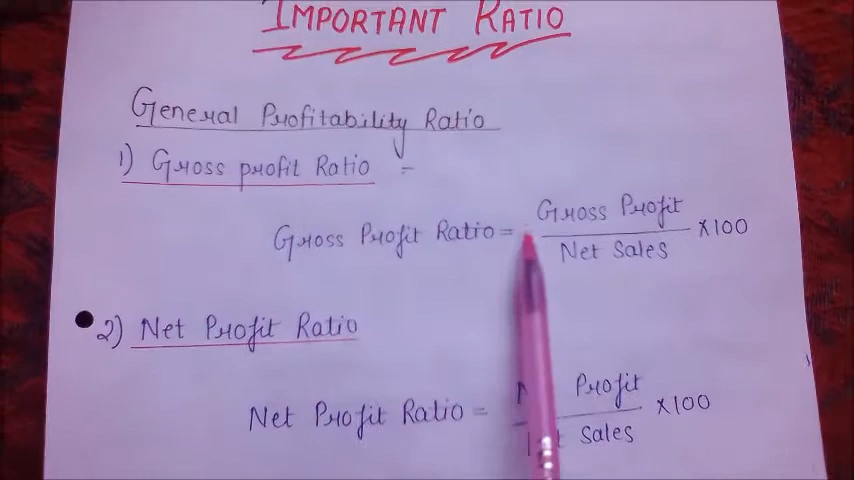 IMPORTANT RATIO
General Profitability Ratio
1) Gross profit Ratio =
Gross Profit Ratio = Gross Profit
Net Sales
×100
2) Net Profit Ratio
Net Profit Ratio = Profit
Sales
×100